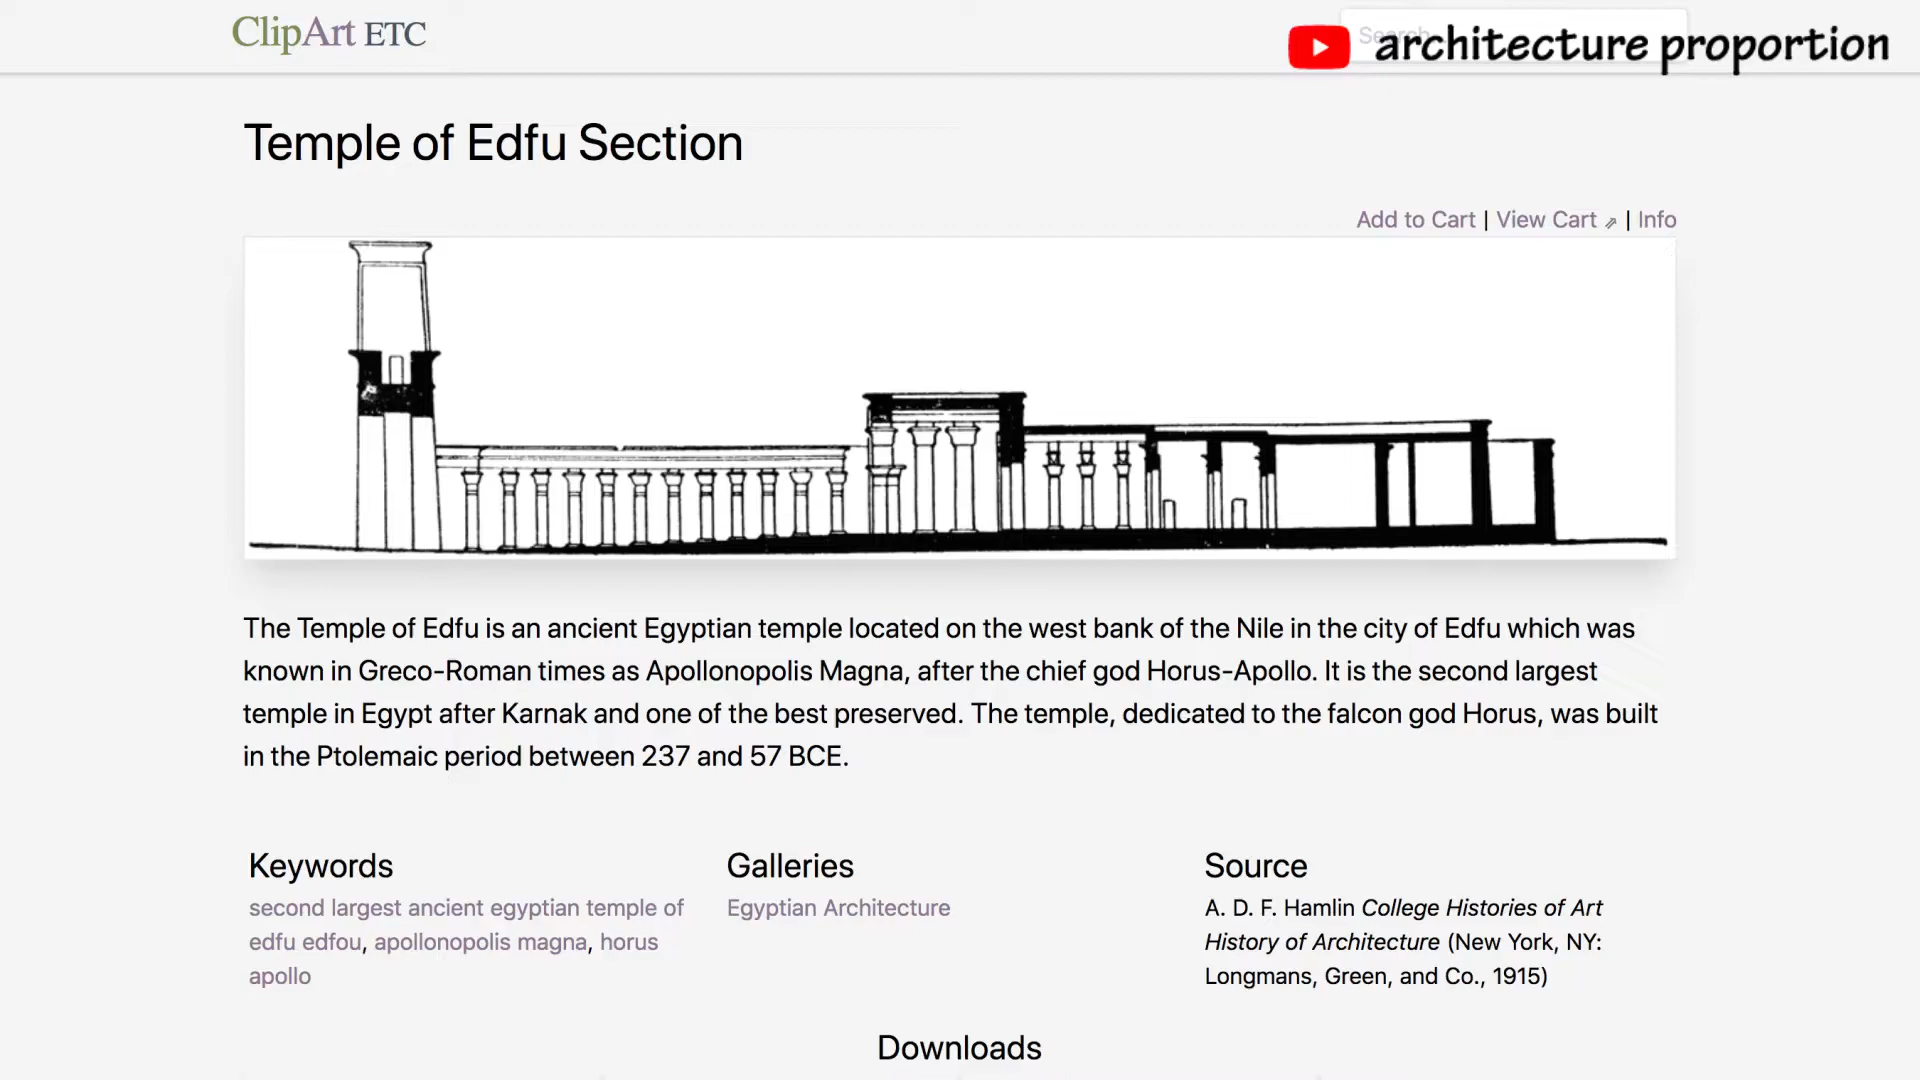 ClipArt ETC
Search
architecture proportion
Temple of Edfu Section
Add to Cart | View Cart ⇗ | Info
The Temple of Edfu is an ancient Egyptian temple located on the west bank of the Nile in the city of Edfu which was
known in Greco-Roman times as Apollonopolis Magna, after the chief god Horus-Apollo. It is the second largest
temple in Egypt after Karnak and one of the best preserved. The temple, dedicated to the falcon god Horus, was built
in the Ptolemaic period between 237 and 57 BCE.
Keywords
second largest ancient egyptian temple of
edfu edfou, apollonopolis magna, horus
apollo
Galleries
Egyptian Architecture
Source
A. D. F. Hamlin College Histories of Art
History of Architecture (New York, NY:
Longmans, Green, and Co., 1915)
Downloads